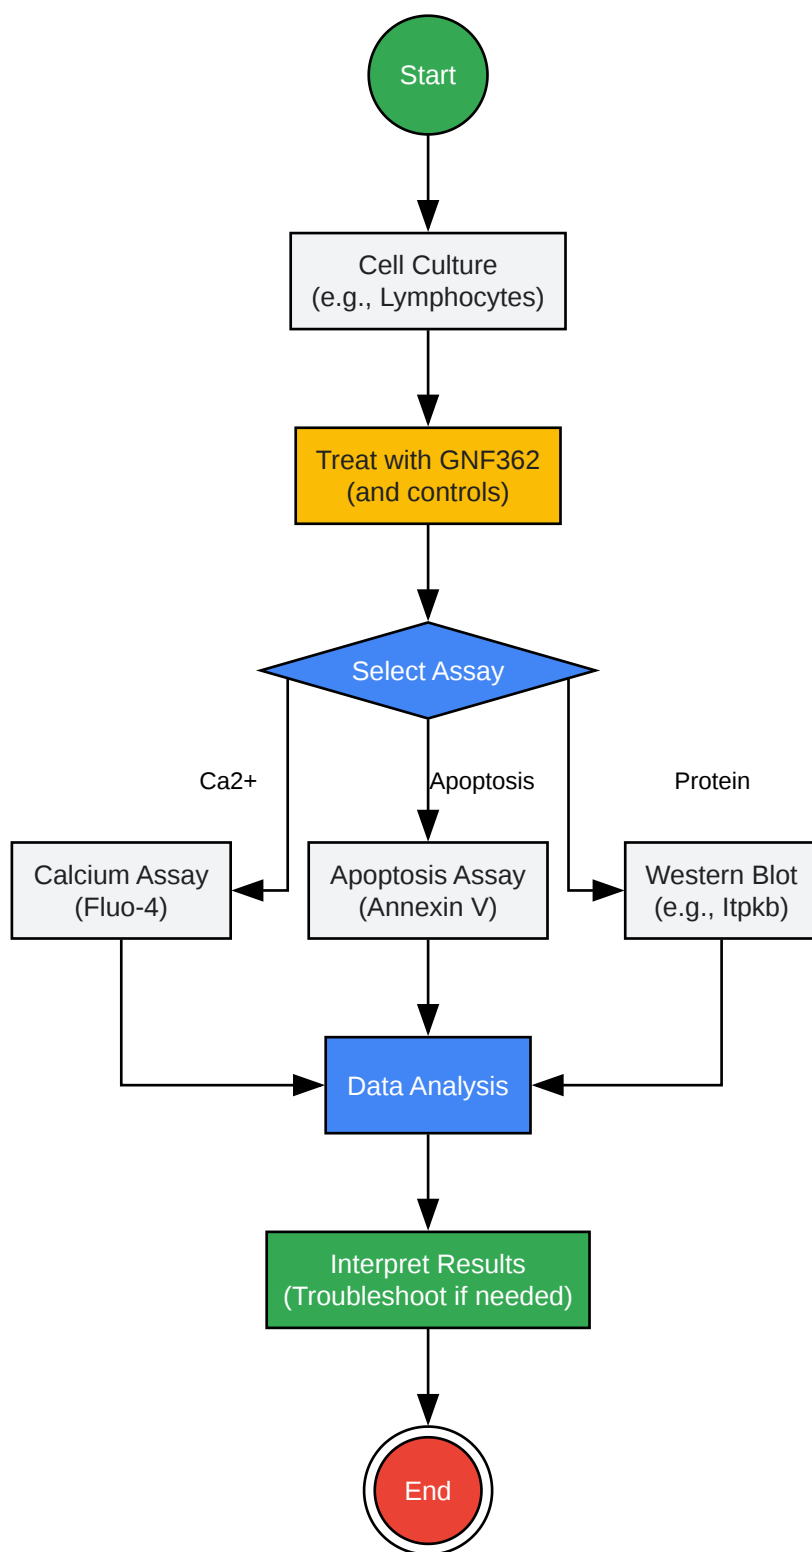 Start
Cell Culture
(e.g., Lymphocytes)
Treat with GNF362
(and controls)
Select Assay
Ca2+
Apoptosis
Protein
Calcium Assay
(Fluo-4)
Apoptosis Assay
(Annexin V)
Western Blot
(e.g., Itpkb)
Data Analysis
Interpret Results
(Troubleshoot if needed)
End